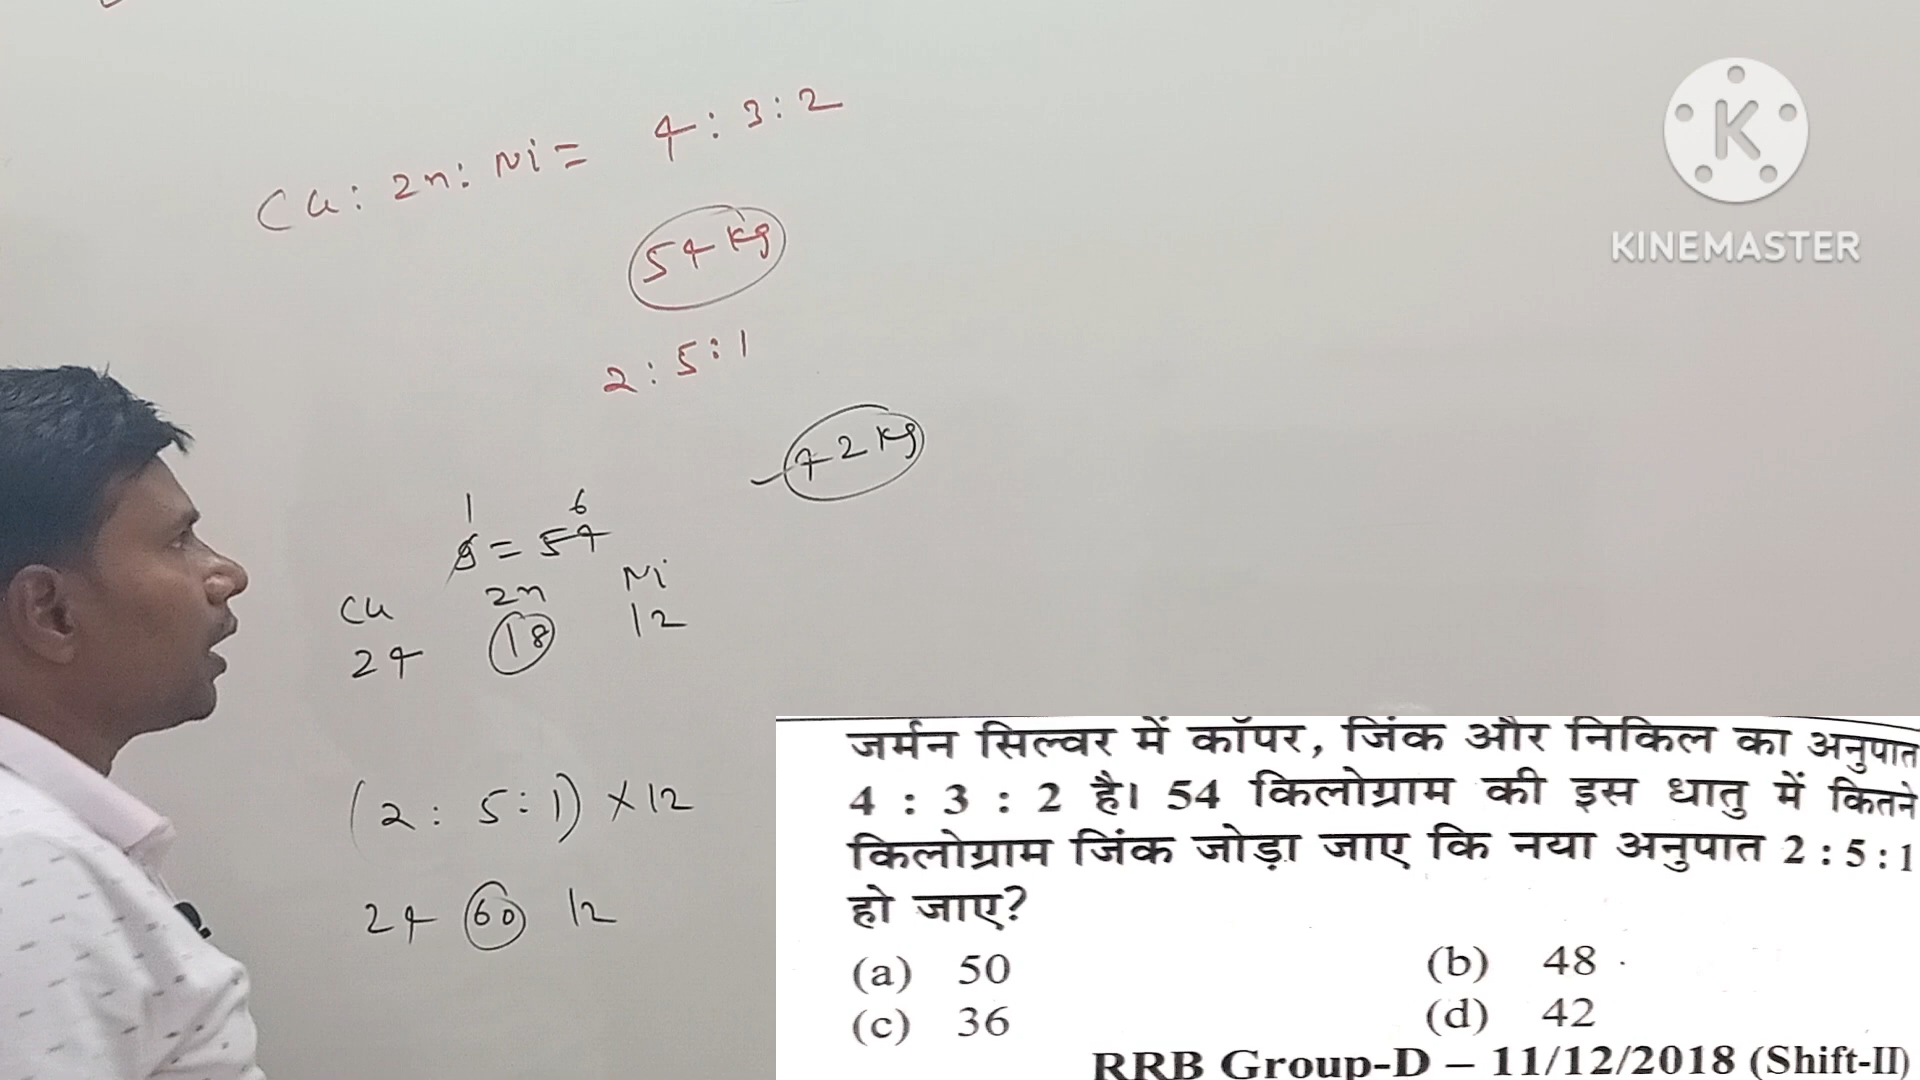 Cu : Zn : Ni = 4 : 3 : 2
54 kg
2 : 5 : 1
42 kg
1 6
9 = 54
Cu Zn Ni
24 18 12
(2 : 5 : 1) × 12
24 60 12
K
KINEMASTER
जर्मन सिल्वर में कॉपर, जिंक और निकिल का अनुपात
4 : 3 : 2 है। 54 किलोग्राम की इस धातु में कितने
किलोग्राम जिंक जोड़ा जाए कि नया अनुपात 2 : 5 : 1
हो जाए?
(a) 50 (b) 48
(c) 36 (d) 42
RRB Group-D – 11/12/2018 (Shift-II)